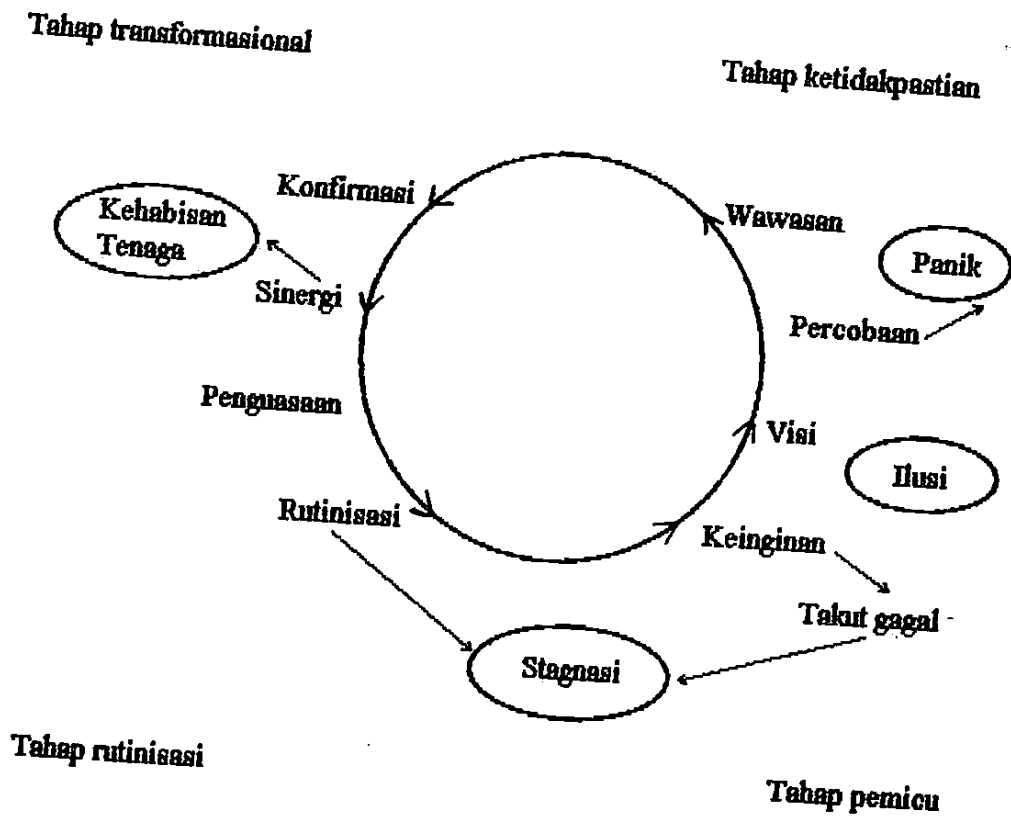 Tahap transformasional
Tahap ketidakpastian
Konfirmasi
Kehabisan
Tenaga
Wawasan
Panik
Sinergi
Percobaan
Penguasaan
Visi
Ilusi
Rutinisasi
Keinginan
Takut gagal
Stagnasi
Tahap rutinisasi
Tahap pemicu